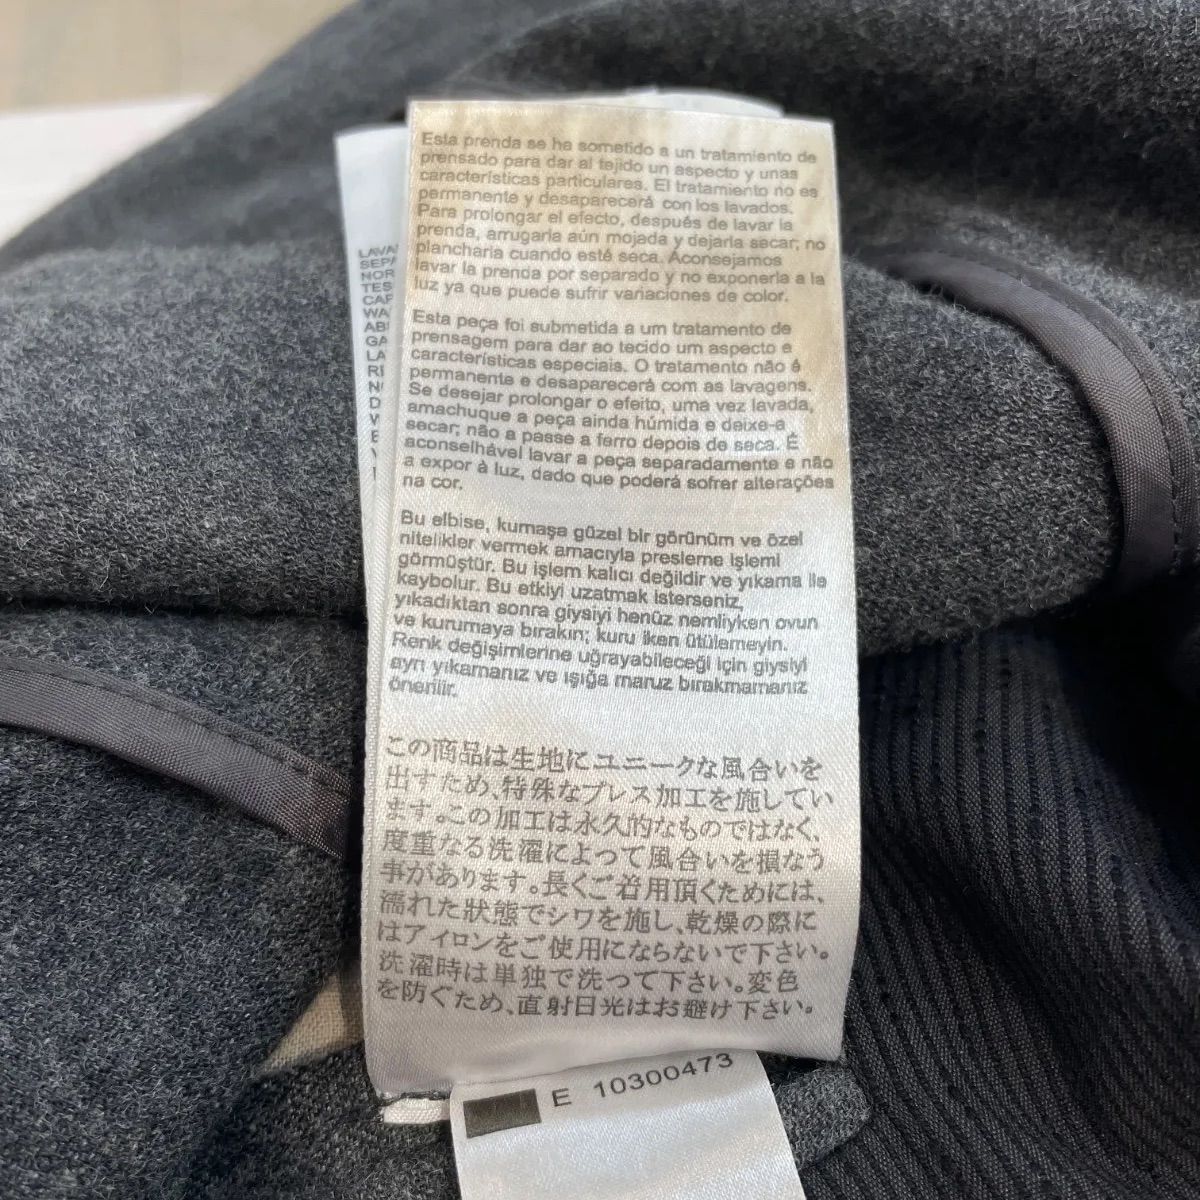 Esta prenda se ha sometido a un tratamiento de
prensado para dar al tejido un aspecto y unas
características particulares. El tratamiento no es
permanente y desaparecerá con los lavados.
Para prolongar el efecto, después de lavar la
prenda, arrugarla aún mojada y dejarla secar; no
plancharla cuando esté seca. Aconsejamos
lavar la prenda por separado y no exponerla a la
luz ya que puede sufrir variaciones de color.
Esta peça foi submetida a um tratamento de
prensagem para dar ao tecido um aspecto e
características especiais. O tratamento não é
permanente e desaparecerá com as lavagens.
Se desejar prolongar o efeito, uma vez lavada,
amachuque a peça ainda húmida e deixe-a
secar; não a passe a ferro depois de seca. É
aconselhável lavar a peça separadamente e não
a expor à luz, dado que poderá sofrer alterações
na cor.
Bu elbise, kumaşa güzel bir görünüm ve özel
nitelikler vermek amacıyla presleme işlemi
görmüştür. Bu işlem kalıcı değildir ve yıkama ile
kaybolur. Bu etkiyi uzatmak isterseniz,
yıkadıktan sonra giysiyi henüz nemliyken ovun
ve kurumaya bırakın; kuru iken ütülemeyin.
Renk değişimlerine uğrayabileceği için giysiyi
ayrı yıkamanız ve ışığa maruz bırakmamanız
önerilir.
この商品は生地にユニークな風合いを
出すため、特殊なプレス加工を施してい
ます。この加工は永久的なものではなく、
度重なる洗濯によって風合いを損なう
事があります。長くご着用頂くためには、
濡れた状態でシワを施し、乾燥の際に
はアイロンをご使用にならないで下さい。
洗濯時は単独で洗って下さい。変色
を防ぐため、直射日光はお避け下さい。
E 10300473